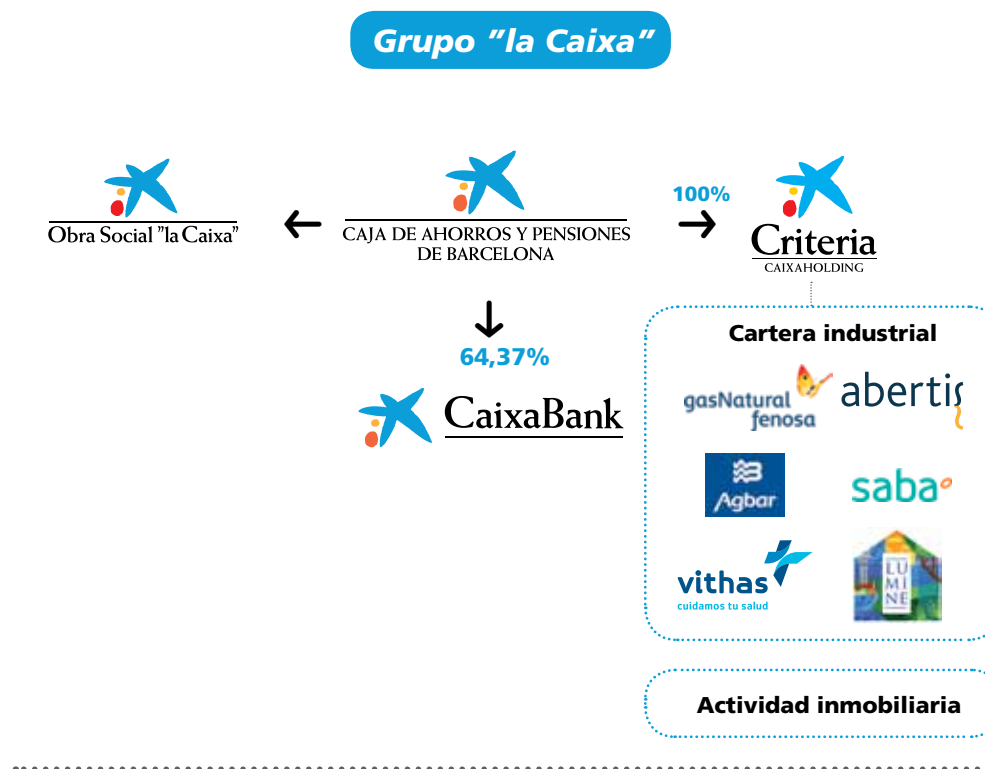 Grupo ”la Caixa”
Obra Social ”la Caixa”
CAJA DE AHORROS Y PENSIONES
DE BARCELONA
100%
Criteria
CAIXAHOLDING
64,37%
CaixaBank
Cartera industrial
gasNatural
fenosa
abertis
Agbar
saba
vithas
cuidamos tu salud
LU
MI
NE
Actividad inmobiliaria